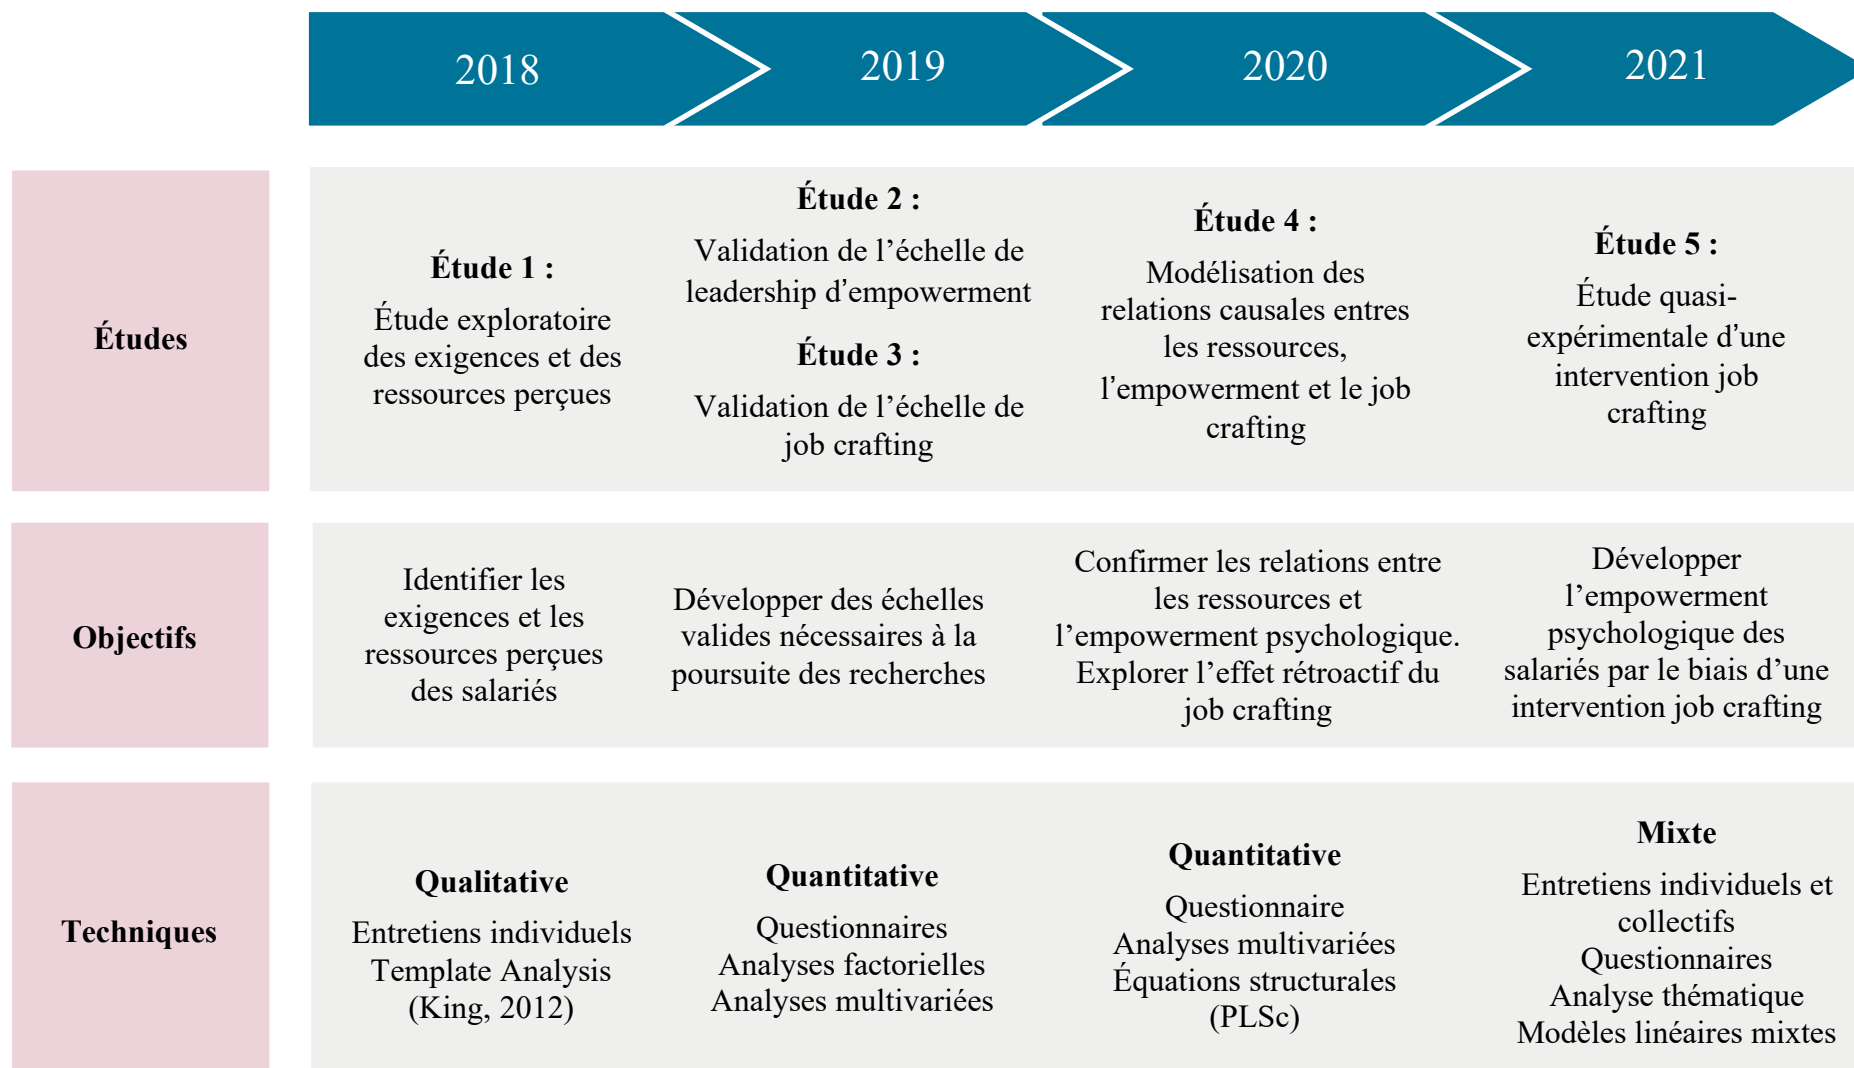 2018
2019
2020
2021
Études
Étude 1 :
Étude exploratoire
des exigences et des
ressources perçues
Étude 2 :
Validation de l’échelle de
leadership d’empowerment
Étude 3 :
Validation de l’échelle de
job crafting
Étude 4 :
Modélisation des
relations causales entres
les ressources,
l’empowerment et le job
crafting
Étude 5 :
Étude quasi-
expérimentale d’une
intervention job
crafting
Objectifs
Identifier les
exigences et les
ressources perçues
des salariés
Développer des échelles
valides nécessaires à la
poursuite des recherches
Confirmer les relations entre
les ressources et
l’empowerment psychologique.
Explorer l’effet rétroactif du
job crafting
Développer
l’empowerment
psychologique des
salariés par le biais d’une
intervention job crafting
Techniques
Qualitative
Entretiens individuels
Template Analysis
(King, 2012)
Quantitative
Questionnaires
Analyses factorielles
Analyses multivariées
Quantitative
Questionnaire
Analyses multivariées
Équations structurales
(PLSc)
Mixte
Entretiens individuels et
collectifs
Questionnaires
Analyse thématique
Modèles linéaires mixtes